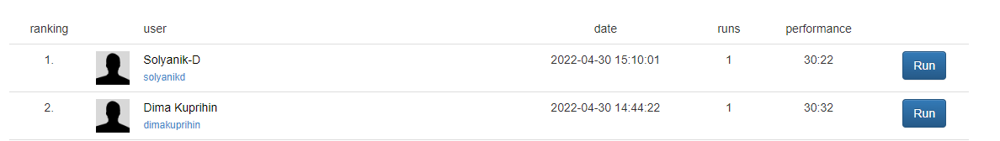 ranking user date runs performance
1. Solyanik-D 2022-04-30 15:10:01 1 30:22 Run
solyanikd
2. Dima Kuprihin 2022-04-30 14:44:22 1 30:32 Run
dimakuprihin